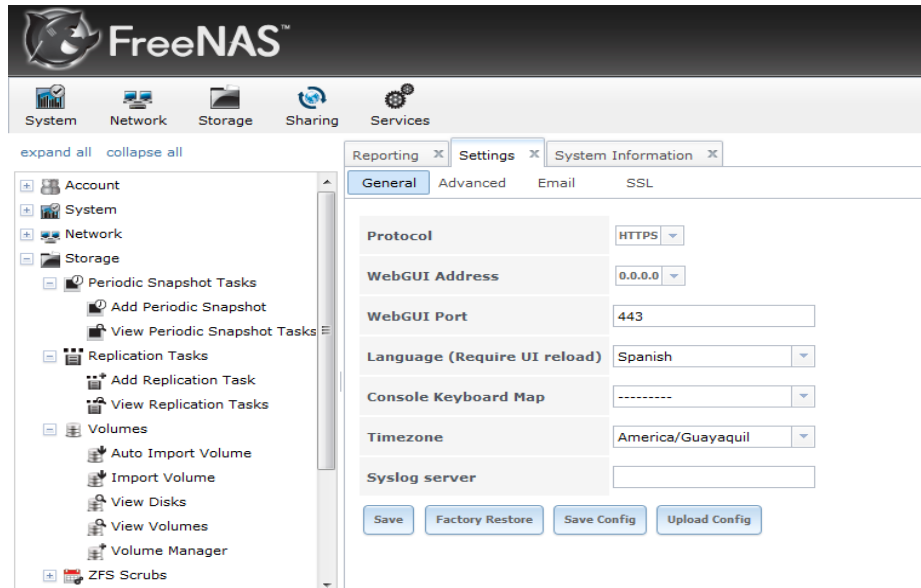 FreeNAS™
System Network Storage Sharing Services
expand all collapse all
Account
System
Network
Storage
Periodic Snapshot Tasks
Add Periodic Snapshot
View Periodic Snapshot Tasks
Replication Tasks
Add Replication Task
View Replication Tasks
Volumes
Auto Import Volume
Import Volume
View Disks
View Volumes
Volume Manager
ZFS Scrubs
Reporting X Settings X System Information X
General Advanced Email SSL
Protocol HTTPS
WebGUI Address 0.0.0.0
WebGUI Port 443
Language (Require UI reload) Spanish
Console Keyboard Map ---------
Timezone America/Guayaquil
Syslog server
Save Factory Restore Save Config Upload Config